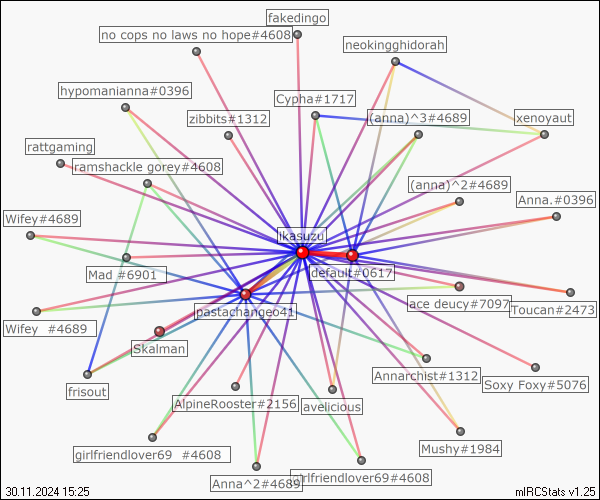 fakedingo
no cops no laws no hope#4608
neokingghidorah
hypomanianna#0396
Cypha#1717
zibbits#1312
(anna)^3#4689
xenoyaut
rattgaming
ramshackle gorey#4608
(anna)^2#4689
Anna.#0396
Wifey#4689
ikasuzu
Mad #6901
default#0617
pastachangeo41
ace deucy#7097
Toucan#2473
Wifey #4689
Skalman
Annarchist#1312
Soxy Foxy#5076
frisout
AlpineRooster#2156
avelicious
girlfriendlover69 #4608
Mushy#1984
Anna^2#4689
girlfriendlover69#4608
30.11.2024 15:25
mIRCStats v1.25